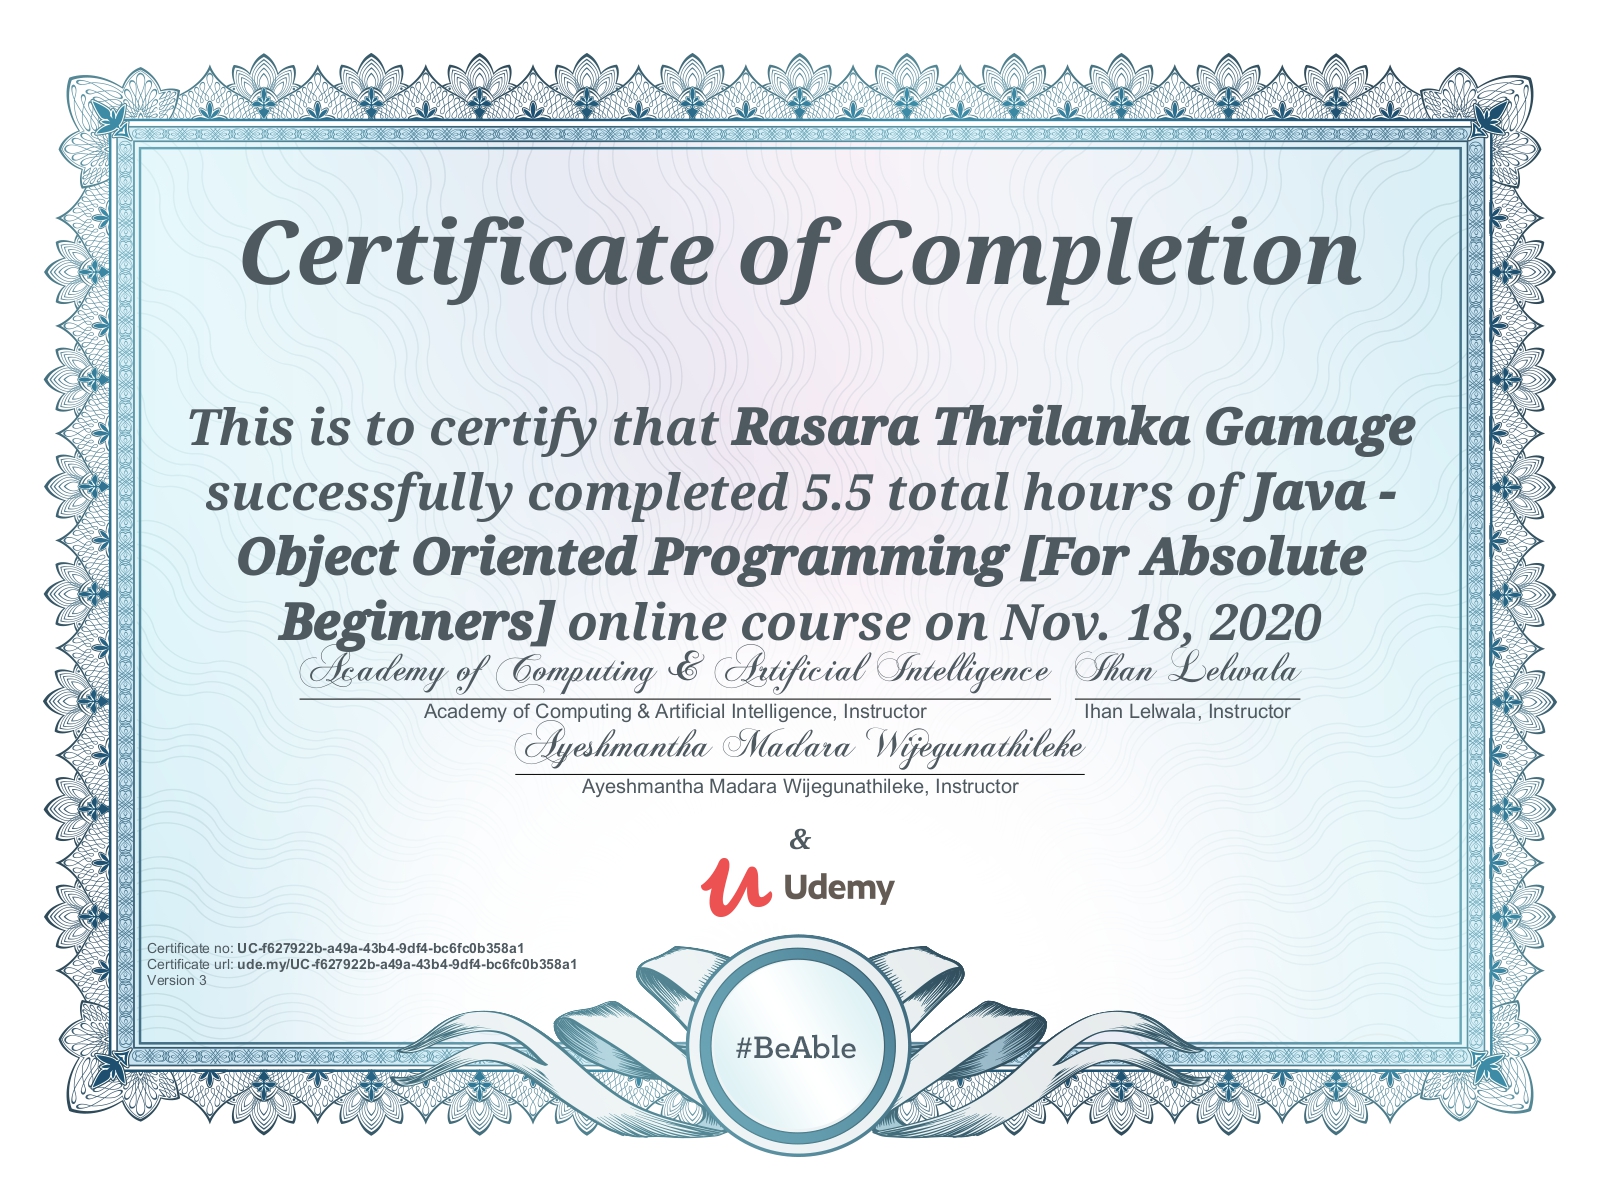 Certificate of Completion
This is to certify that Rasara Thrilanka Gamage
successfully completed 5.5 total hours of Java -
Object Oriented Programming [For Absolute
Beginners] online course on Nov. 18, 2020
Academy of Computing & Artificial Intelligence Ihan Lelwala
Academy of Computing & Artificial Intelligence, Instructor Ihan Lelwala, Instructor
Ayeshmantha Madara Wijegunathileke
Ayeshmantha Madara Wijegunathileke, Instructor
&
Udemy
Certificate no: UC-f627922b-a49a-43b4-9df4-bc6fc0b358a1
Certificate url: ude.my/UC-f627922b-a49a-43b4-9df4-bc6fc0b358a1
Version 3
#BeAble